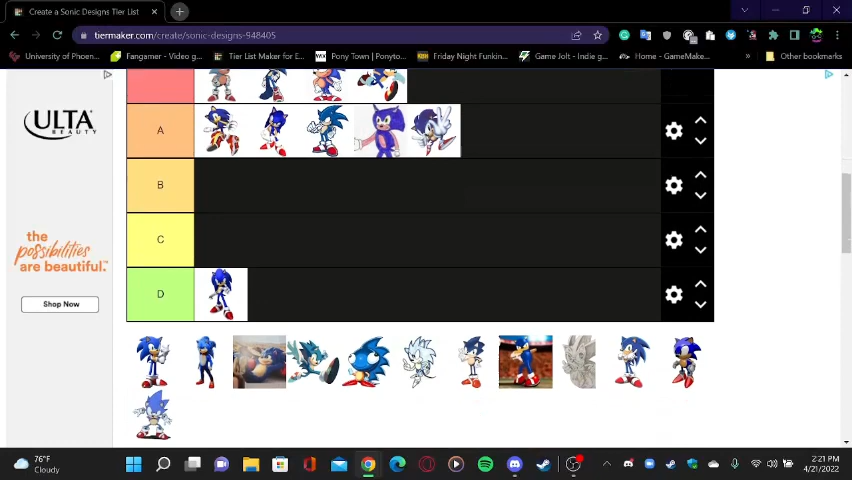 Create a Sonic Designs Tier List
tiermaker.com/create/sonic-designs-948405
University of Phoen...
Fangamer - Video g...
Tier List Maker for E...
Pony Town | Ponyto...
Friday Night Funkin...
Game Jolt - Indie g...
Home - GameMake...
Other bookmarks
ULTA
BEAUTY
A
B
the
possibilities
are beautiful.
C
D
Shop Now
76°F
Cloudy
2:21 PM
4/21/2022